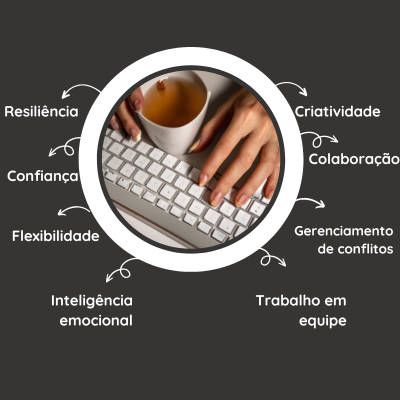 Resiliência
Criatividade
Confiança
Colaboração
Flexibilidade
Gerenciamento
de conflitos
Inteligência
emocional
Trabalho em
equipe